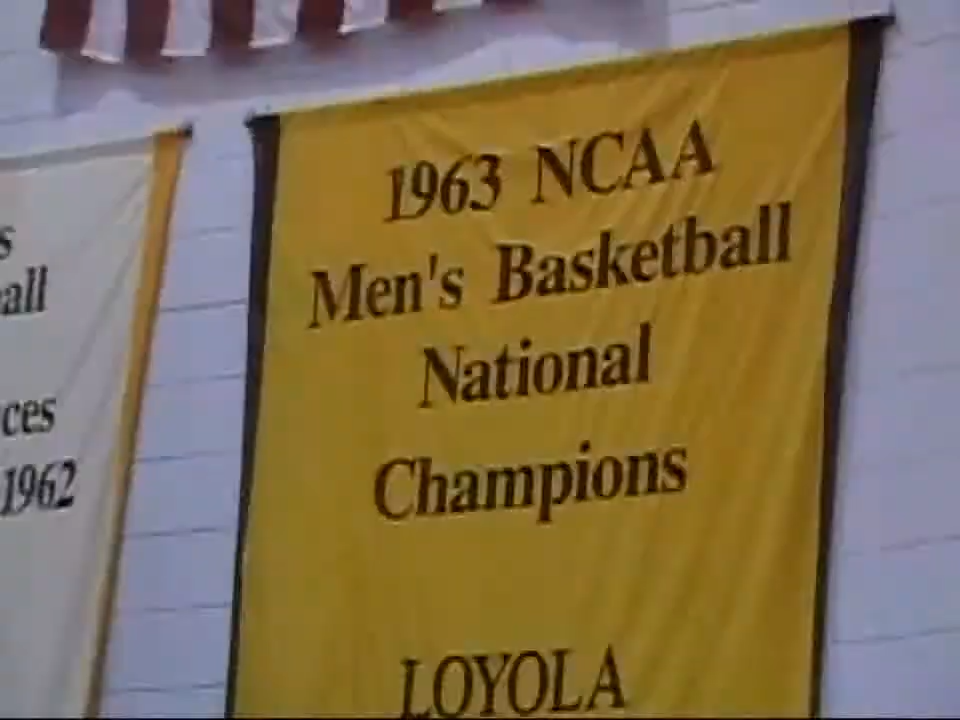 s
all
ces
1962
1963 NCAA
Men's Basketball
National
Champions
LOYOLA